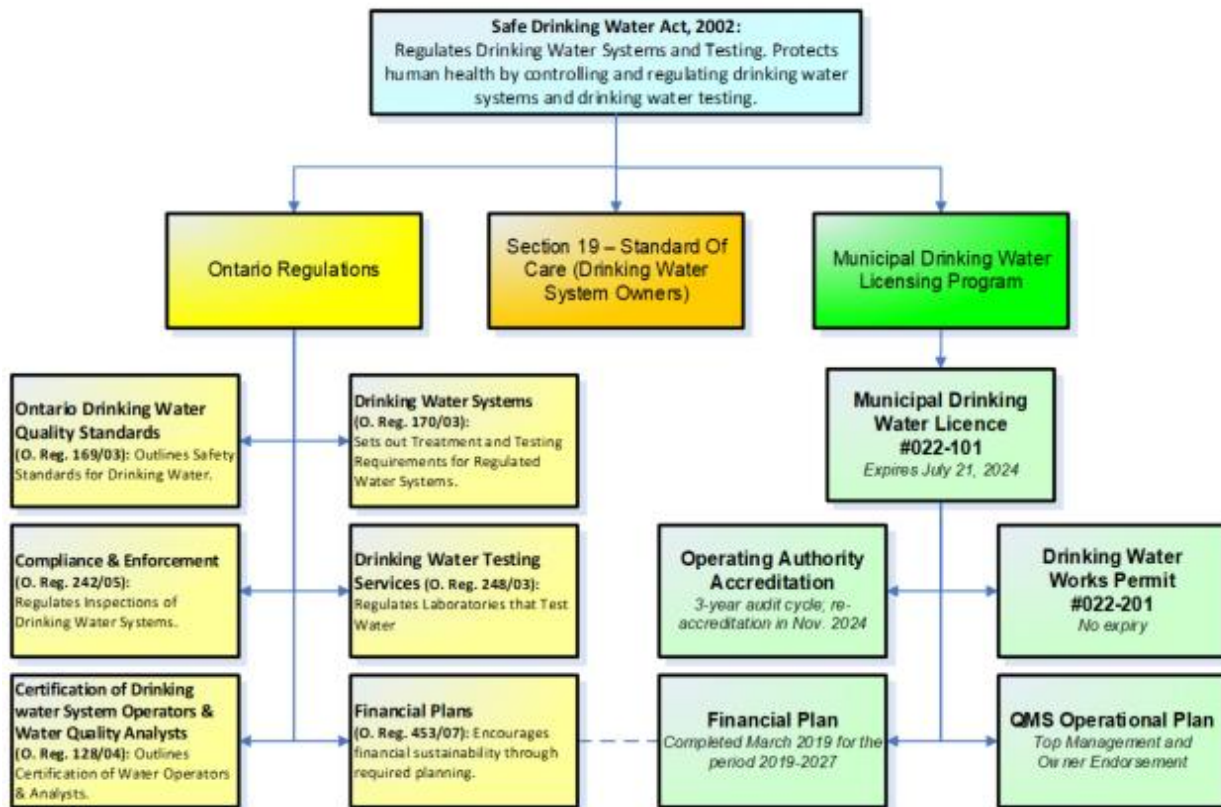 Safe Drinking Water Act, 2002:
Regulates Drinking Water Systems and Testing. Protects
human health by controlling and regulating drinking water
systems and drinking water testing.
Ontario Regulations
Section 19 – Standard Of
Care (Drinking Water
System Owners)
Municipal Drinking Water
Licensing Program
Ontario Drinking Water
Quality Standards
(O. Reg. 169/03): Outlines Safety
Standards for Drinking Water.
Drinking Water Systems
(O. Reg. 170/03):
Sets out Treatment and Testing
Requirements for Regulated
Water Systems.
Municipal Drinking
Water Licence
#022-101
Expires July 21, 2024
Compliance & Enforcement
(O. Reg. 242/05):
Regulates Inspections of
Drinking Water Systems.
Drinking Water Testing
Services (O. Reg. 248/03):
Regulates Laboratories that Test
Water
Operating Authority
Accreditation
3-year audit cycle; re-
accreditation in Nov. 2024
Drinking Water
Works Permit
#022-201
No expiry
Certification of Drinking
water System Operators &
Water Quality Analysts
(O. Reg. 128/04): Outlines
Certification of Water Operators
& Analysts.
Financial Plans
(O. Reg. 453/07): Encourages
financial sustainability through
required planning.
Financial Plan
Completed March 2019 for the
period 2019-2027
QMS Operational Plan
Top Management and
Owner Endorsement